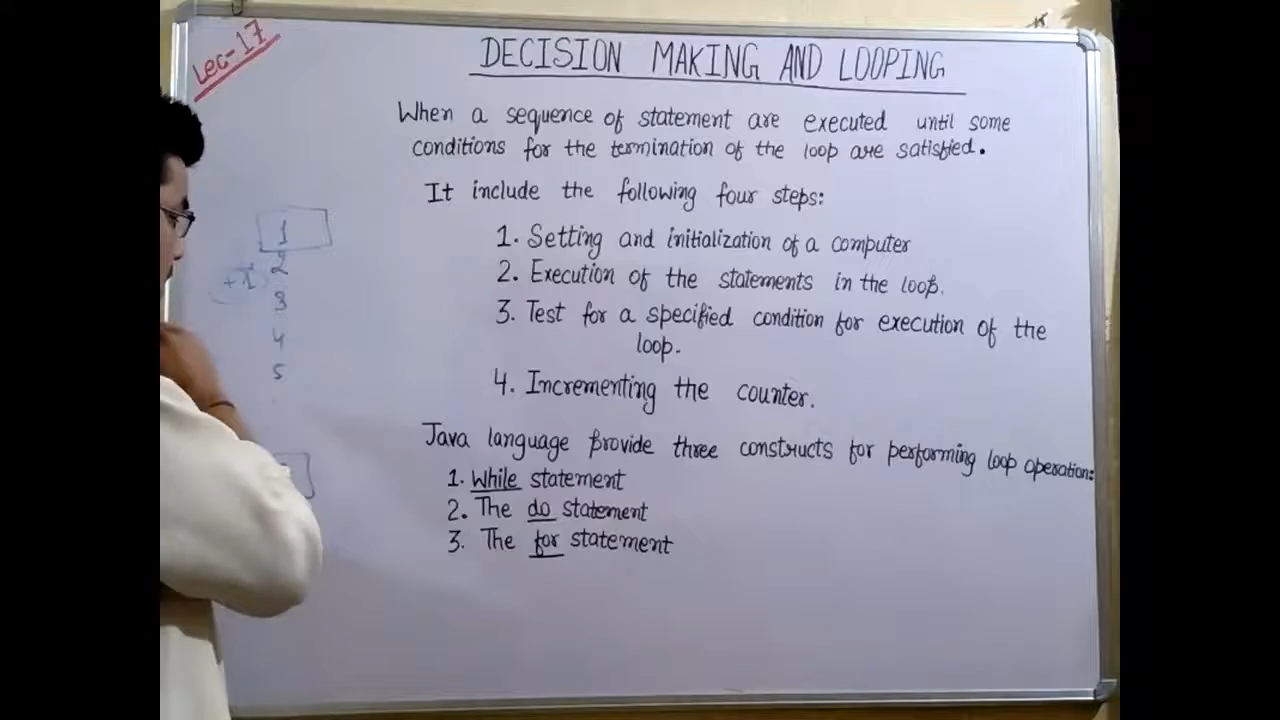 Lec-17
DECISION MAKING AND LOOPING
When a sequence of statement are executed until some
conditions for the termination of the loop are satisfied.
It include the following four steps:
1. Setting and initialization of a computer
2. Execution of the statements in the loop.
3. Test for a specified condition for execution of the
loop.
4. Incrementing the counter.
Java language provide three constructs for performing loop operation:
1. While statement
2. The do statement
3. The for statement
1
2
3
4
5